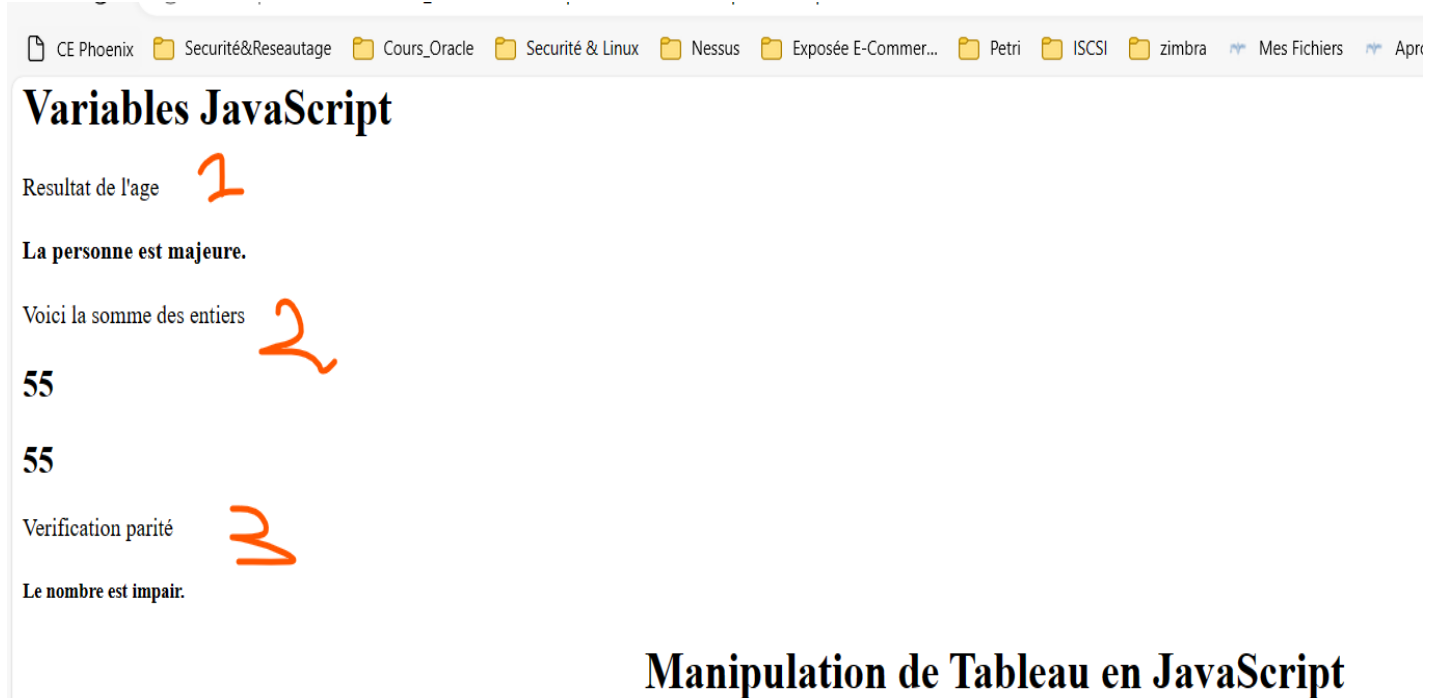 CE Phoenix Securité&Reseautage Cours_Oracle Securité & Linux Nessus Exposée E-Commer... Petri ISCSI zimbra Mes Fichiers
Variables JavaScript
Resultat de l'age 1
La personne est majeure.
Voici la somme des entiers 2
55
55
Verification parité 3
Le nombre est impair.
Manipulation de Tableau en JavaScript